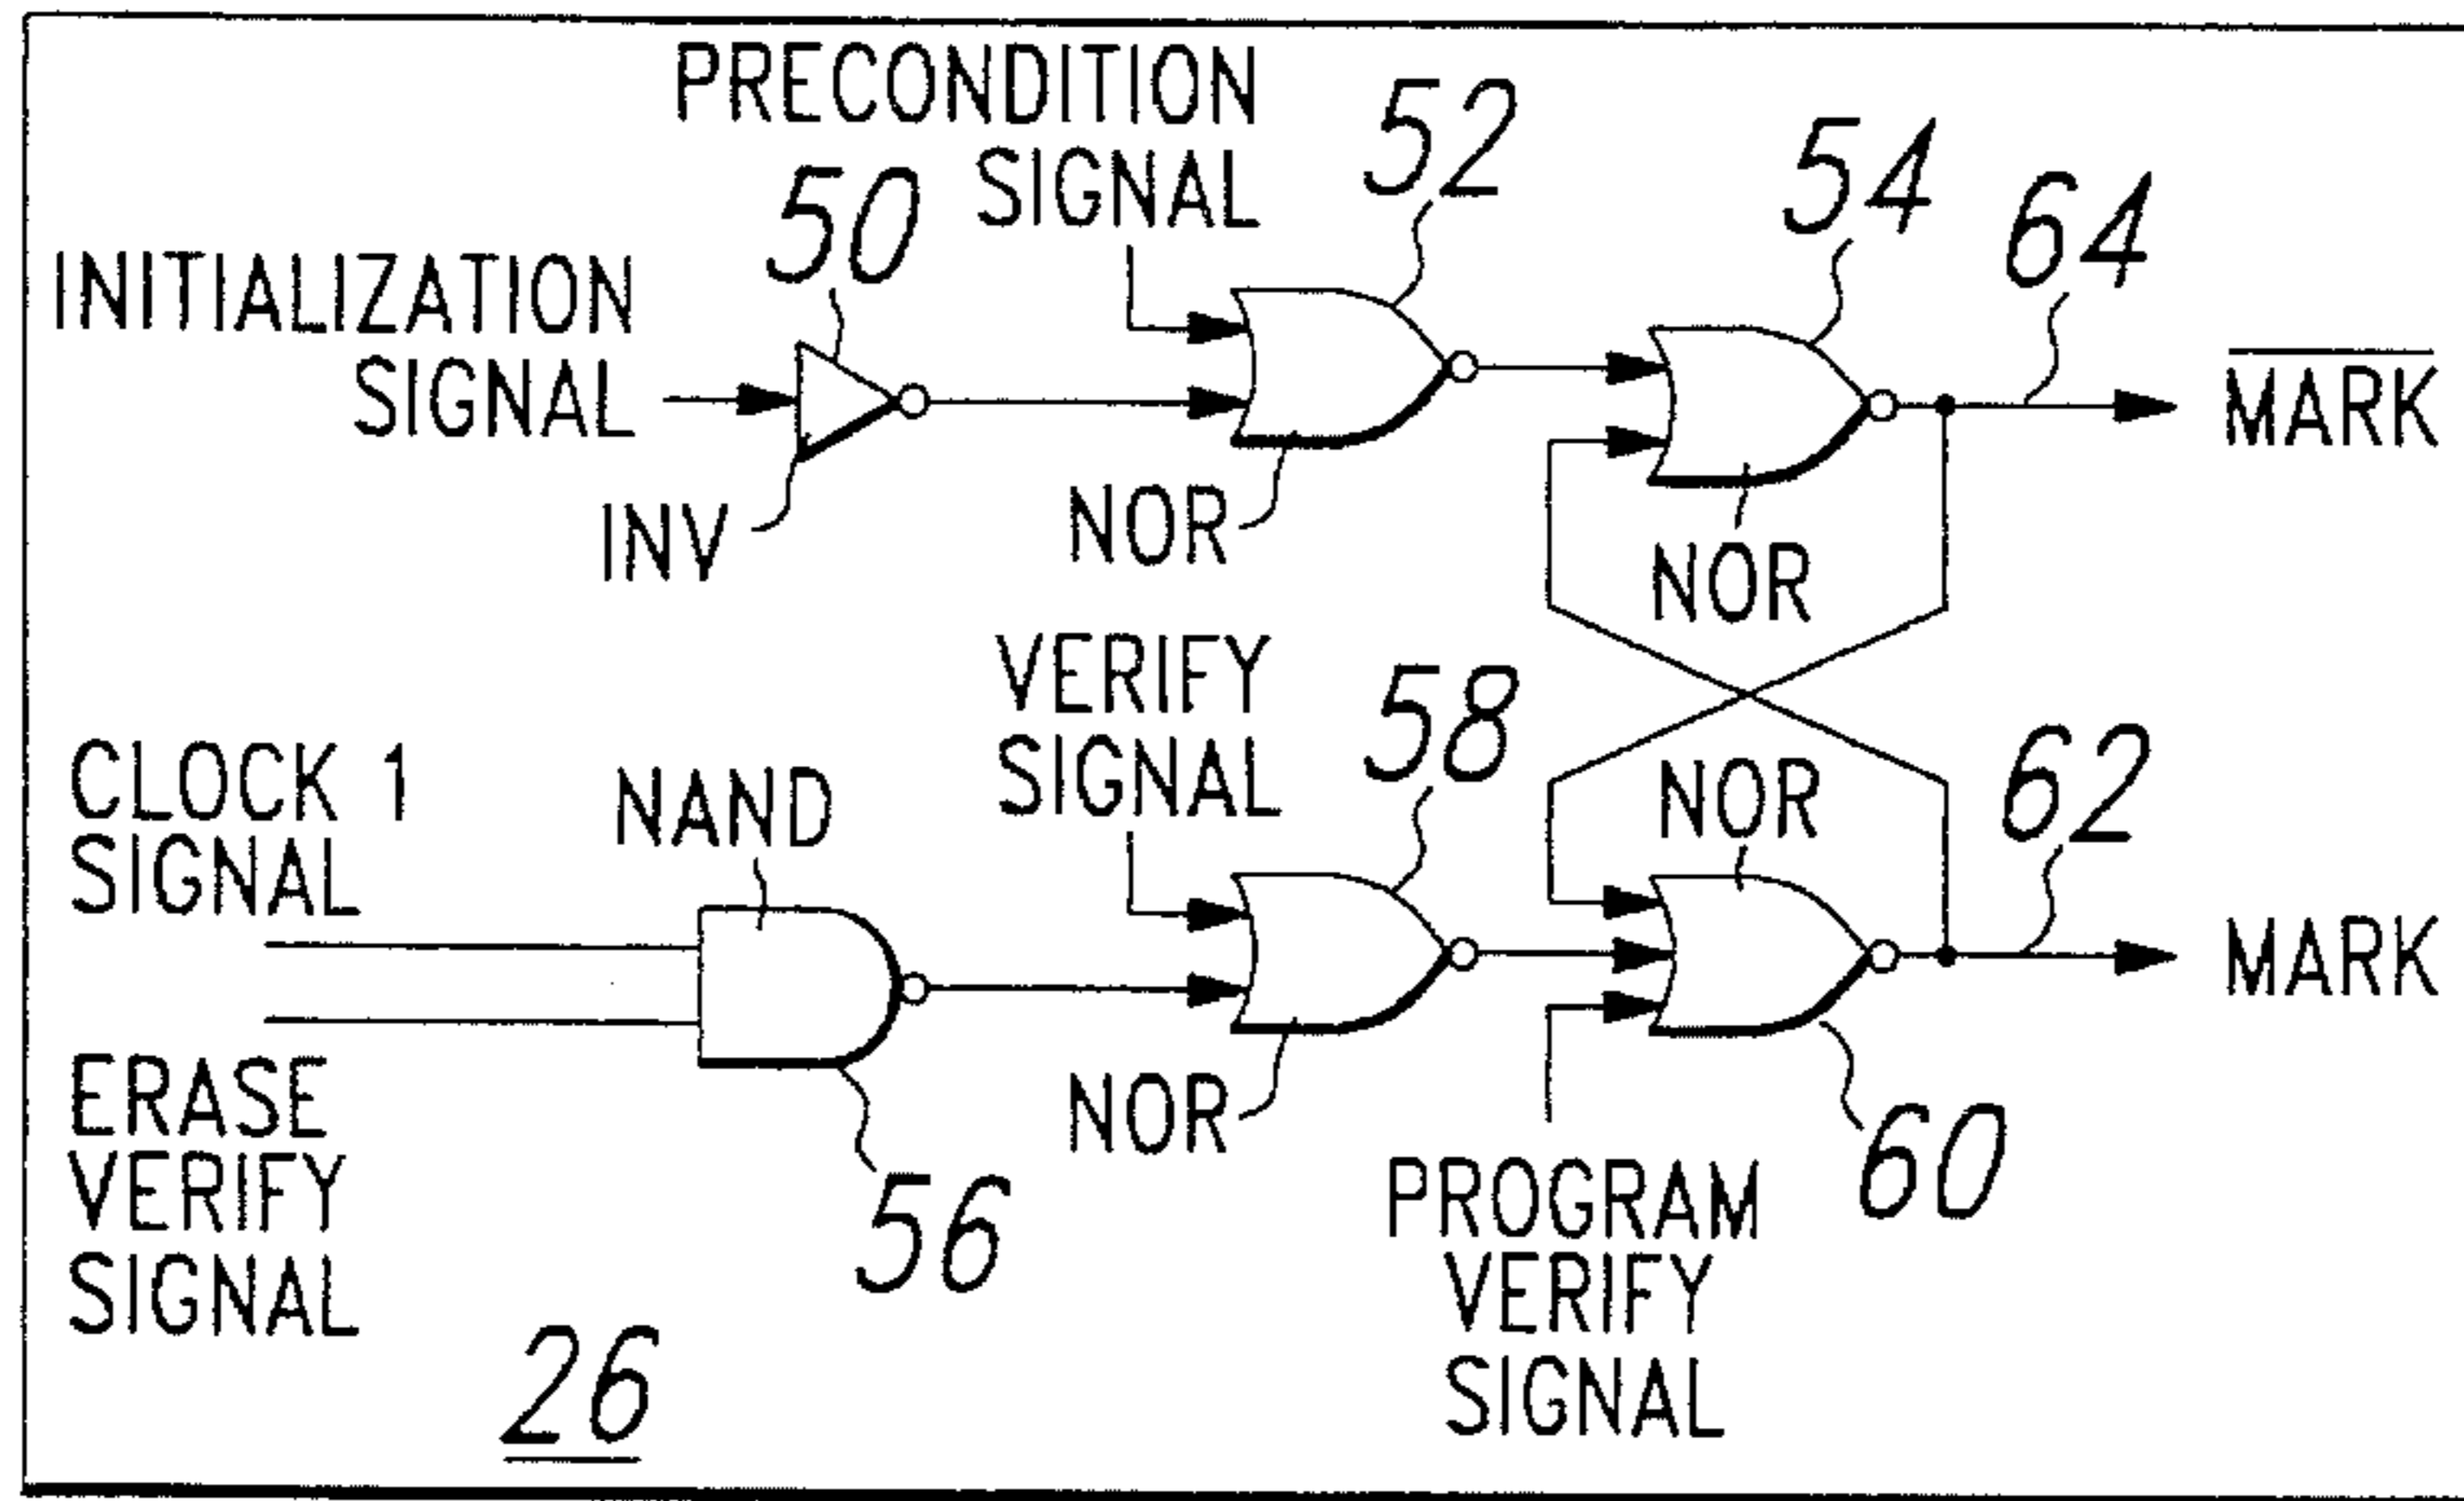 PRECONDITION
SIGNAL
52
54
64
50
INITIALIZATION
SIGNAL
MARK
INV
NOR
NOR
VERIFY
SIGNAL
58
NOR
62
CLOCK 1
SIGNAL
NAND
MARK
ERASE
VERIFY
SIGNAL
56
NOR
PROGRAM
VERIFY
SIGNAL
60
26